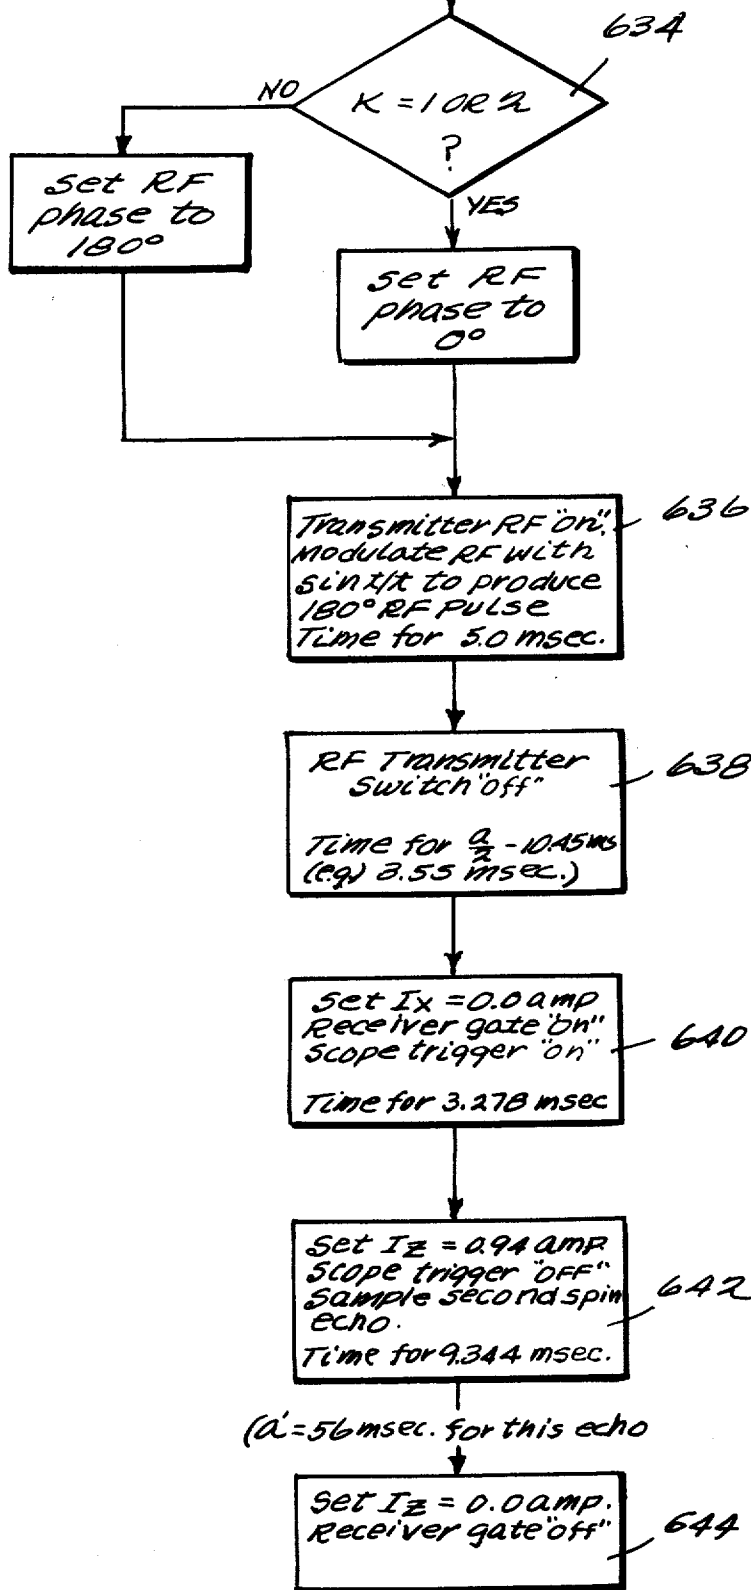 634
K = 1 OR 2
?
NO
YES
Set RF
phase to
180°
Set RF
phase to
0°
Transmitter RF "on".
Modulate RF with
sin t/t to produce
180° RF Pulse
Time for 5.0 msec.
636
RF Transmitter
Switch "off"
Time for a/2 - 10.45 ms
(e.g.) 3.55 msec.)
638
Set Ix = 0.0 amp
Receiver gate "on"
Scope trigger "on"
Time for 3.278 msec
640
Set Iz = 0.94 amp.
Scope trigger "OFF"
Sample second spin
echo.
Time for 9.344 msec.
642
(a' = 56 msec. for this echo
Set Iz = 0.0 amp.
Receiver gate "off"
644